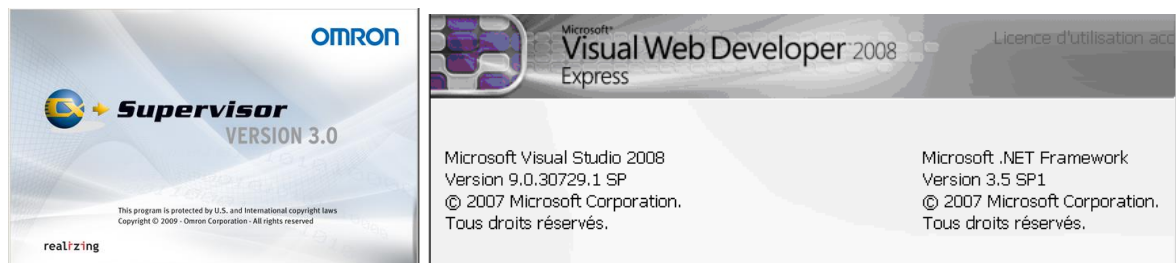 OMRON
CX Supervisor
VERSION 3.0
This program is protected by U.S. and International copyright laws
Copyright © 2009 - Omron Corporation - All rights reserved
realizing
Microsoft®
Visual Web Developer™ 2008
Express
Licence d'utilisation acc
Microsoft Visual Studio 2008
Version 9.0.30729.1 SP
© 2007 Microsoft Corporation.
Tous droits réservés.
Microsoft .NET Framework
Version 3.5 SP1
© 2007 Microsoft Corporation.
Tous droits réservés.